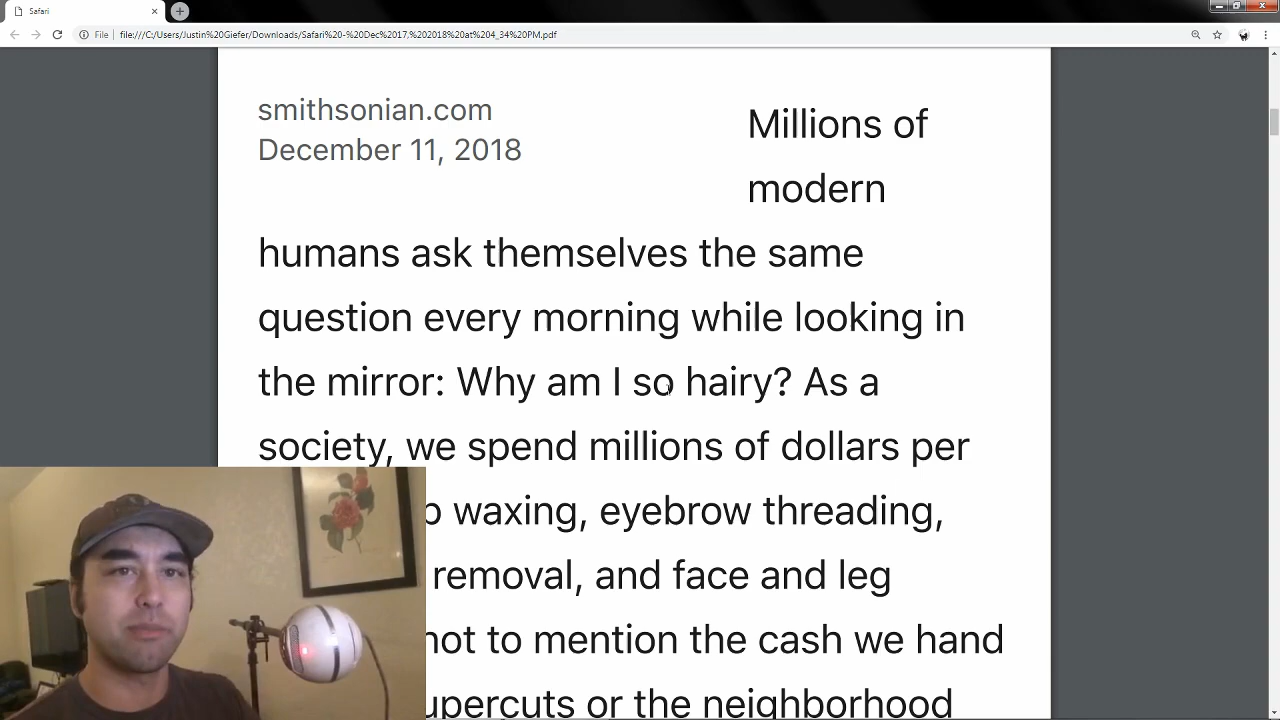 Safari
File
file:///C:/Users/Justin%20Giefer/Downloads/Safari%20-%20Dec%2017,%202018%20at%204_34%20PM.pdf
smithsonian.com
December 11, 2018
Millions of
modern
humans ask themselves the same
question every morning while looking in
the mirror: Why am I so hairy? As a
society, we spend millions of dollars per
waxing, eyebrow threading,
removal, and face and leg
to mention the cash we hand
or the neighborhood